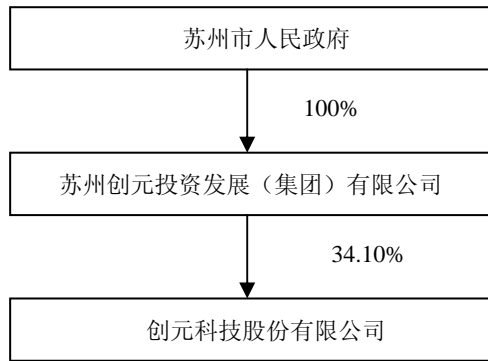 苏州市人民政府
100%
苏州创元投资发展（集团）有限公司
34.10%
创元科技股份有限公司